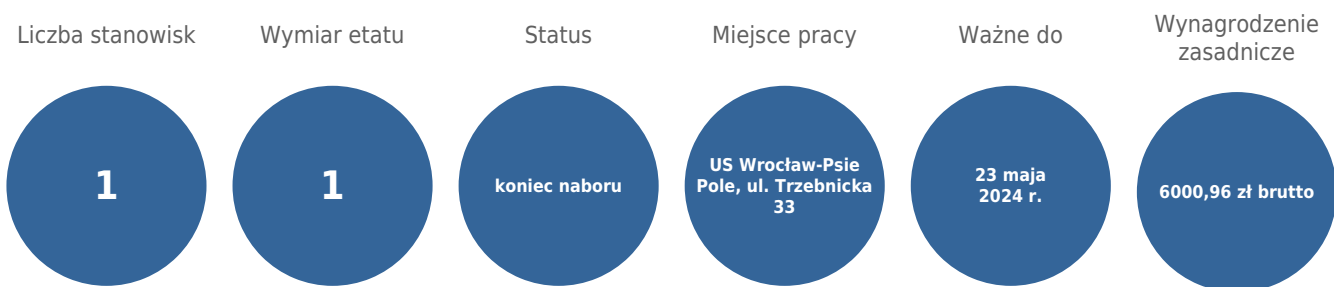 Liczba stanowisk
1
Wymiar etatu
1
Status
koniec naboru
Miejsce pracy
US Wrocław-Psie
Pole, ul. Trzebnicka
33
Ważne do
23 maja
2024 r.
Wynagrodzenie
zasadnicze
6000,96 zł brutto